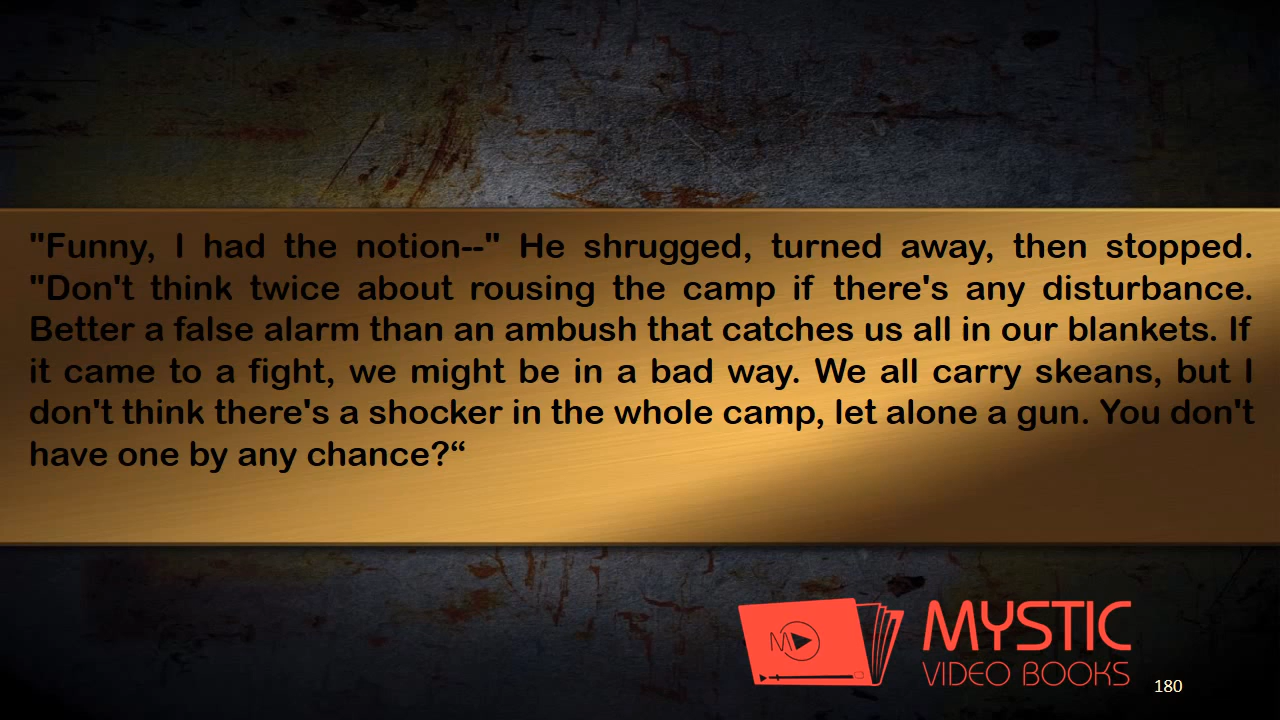 "Funny, I had the notion--" He shrugged, turned away, then stopped.
"Don't think twice about rousing the camp if there's any disturbance.
Better a false alarm than an ambush that catches us all in our blankets. If
it came to a fight, we might be in a bad way. We all carry skeans, but I
don't think there's a shocker in the whole camp, let alone a gun. You don't
have one by any chance?“
MYSTIC
VIDEO BOOKS
180